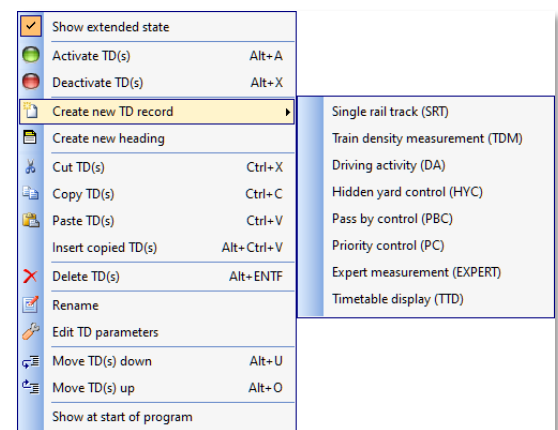 Show extended state
Activate TD(s) Alt+A
Deactivate TD(s) Alt+X
Create new TD record
Create new heading
Cut TD(s) Ctrl+X
Copy TD(s) Ctrl+C
Paste TD(s) Ctrl+V
Insert copied TD(s) Alt+Ctrl+V
Delete TD(s) Alt+ENTF
Rename
Edit TD parameters
Move TD(s) down Alt+U
Move TD(s) up Alt+O
Show at start of program
Single rail track (SRT)
Train density measurement (TDM)
Driving activity (DA)
Hidden yard control (HYC)
Pass by control (PBC)
Priority control (PC)
Expert measurement (EXPERT)
Timetable display (TTD)